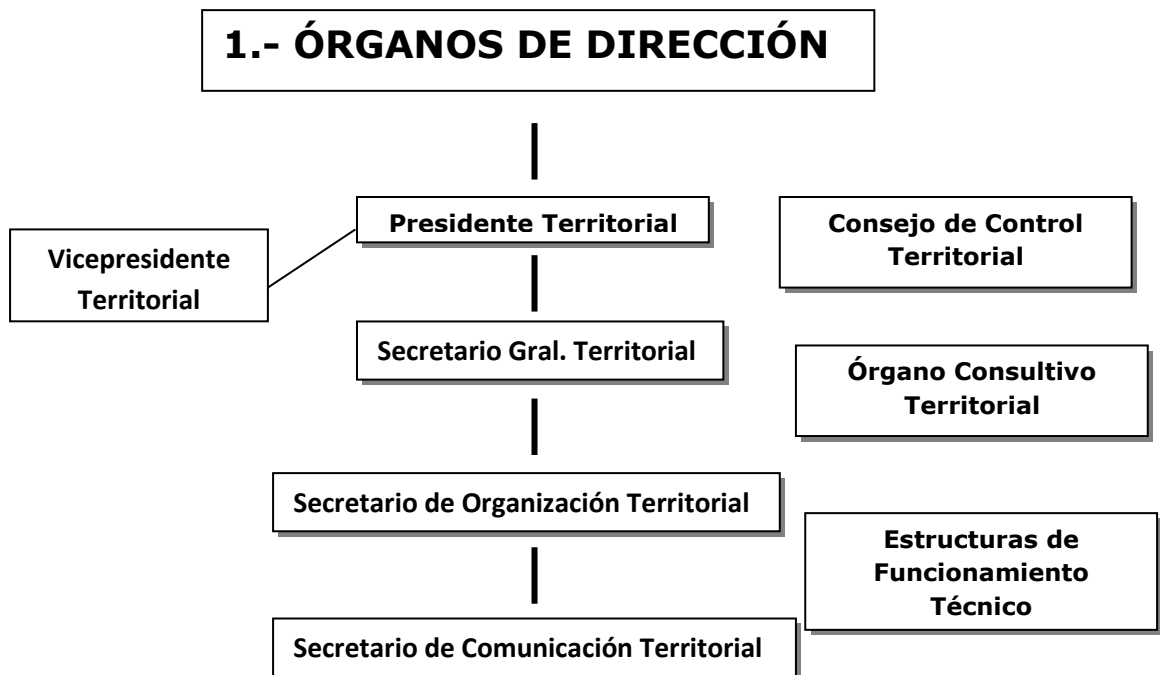 1.- ÓRGANOS DE DIRECCIÓN
Presidente Territorial
Consejo de Control
Territorial
Vicepresidente
Territorial
Secretario Gral. Territorial
Órgano Consultivo
Territorial
Secretario de Organización Territorial
Estructuras de
Funcionamiento
Técnico
Secretario de Comunicación Territorial